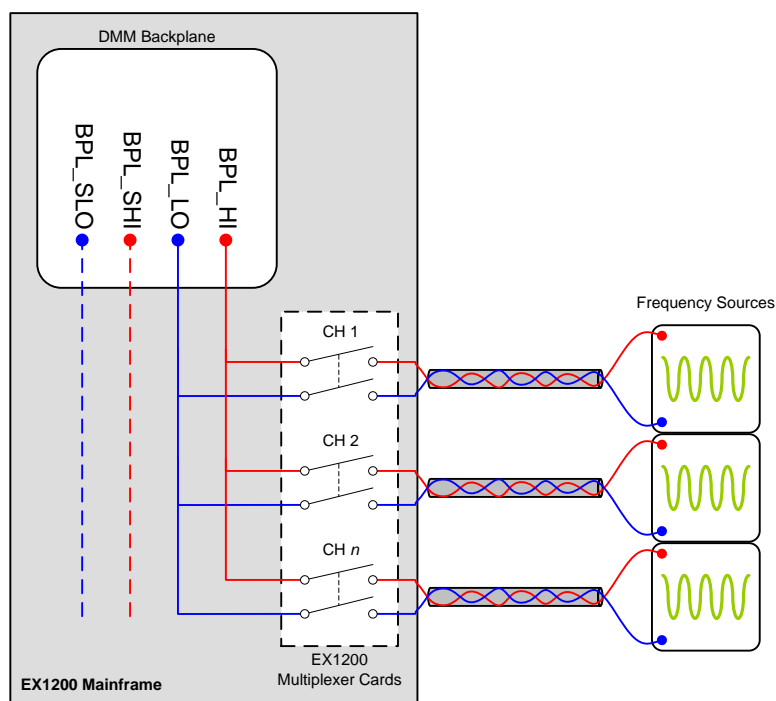 DMM Backplane
BPL_SLO
BPL_SHI
BPL_LO
BPL_HI
CH 1
CH 2
CH n
EX1200
Multiplexer Cards
EX1200 Mainframe
Frequency Sources